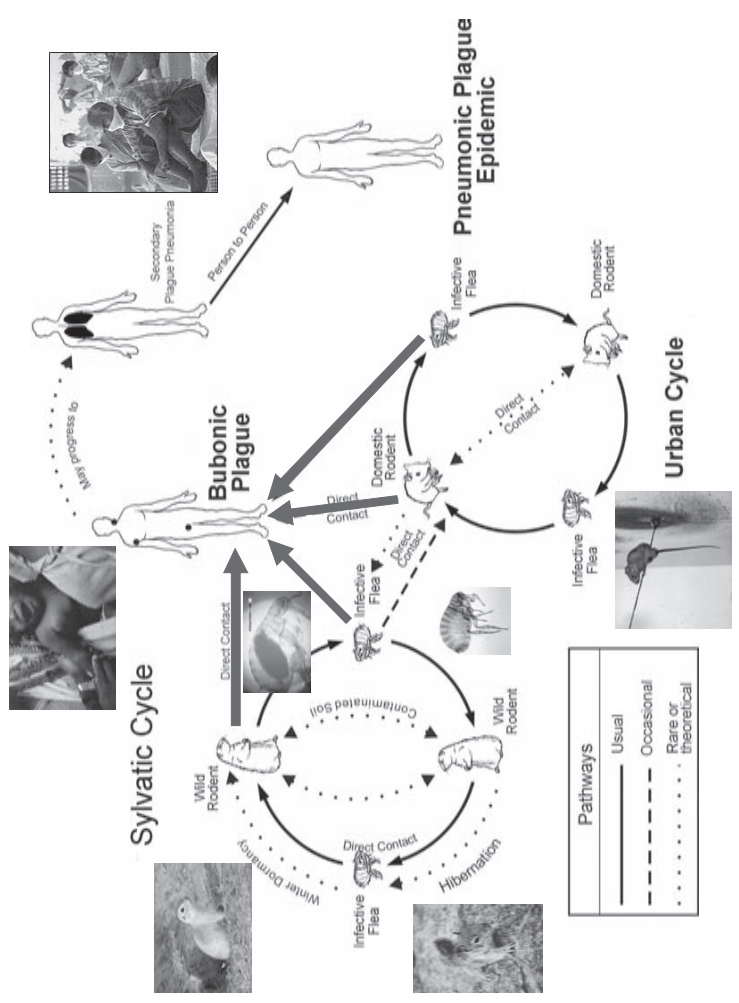 Sylvatic Cycle
Wild
Rodent
Direct Contact
Winter Dormancy
Infective
Flea
Direct Contact
Hibernation
Contaminated Soil
Wild
Rodent
Infective
Flea
Direct
Contact
Bubonic
Plague
Direct
Contact
May progress to
Secondary
Plague Pneumonia
Person to Person
Pneumonic Plague
Epidemic
Domestic
Rodent
Infective
Flea
Direct
Contact
Domestic
Rodent
Infective
Flea
Urban Cycle
Pathways
Usual
Occasional
Rare or
theoretical